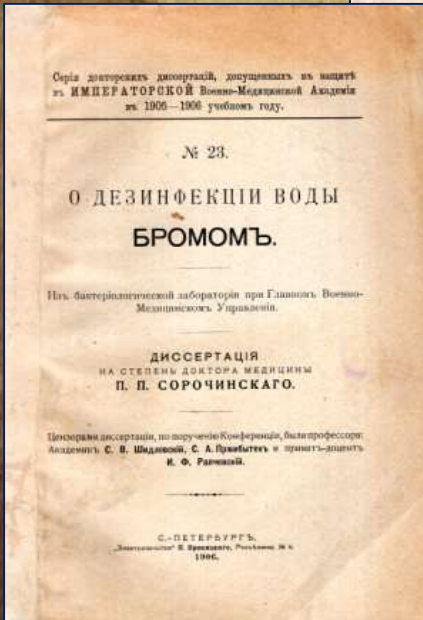 Серія докторскихъ диссертацій, допущенныхъ къ защитѣ
въ ИМПЕРАТОРСКОЙ Военно-Медицинской Академіи
въ 1905—1906 учебномъ году.
№ 23.
О ДЕЗИНФЕКЦІИ ВОДЫ
БРОМОМЪ.
Изъ бактеріологической лабораторіи при Главномъ Военно-
Медицинскомъ Управленіи.
ДИССЕРТАЦІЯ
НА СТЕПЕНЬ ДОКТОРА МЕДИЦИНЫ
П. П. СОРОЧИНСКАГО.
Цензорами диссертаціи, по порученію Конференціи, были профессора:
Академикъ С. В. Шидловскій, С. А. Пржибытекъ и приватъ-доцентъ
И. Ф. Рапчевскій.
С.-ПЕТЕРБУРГЪ.
1906.